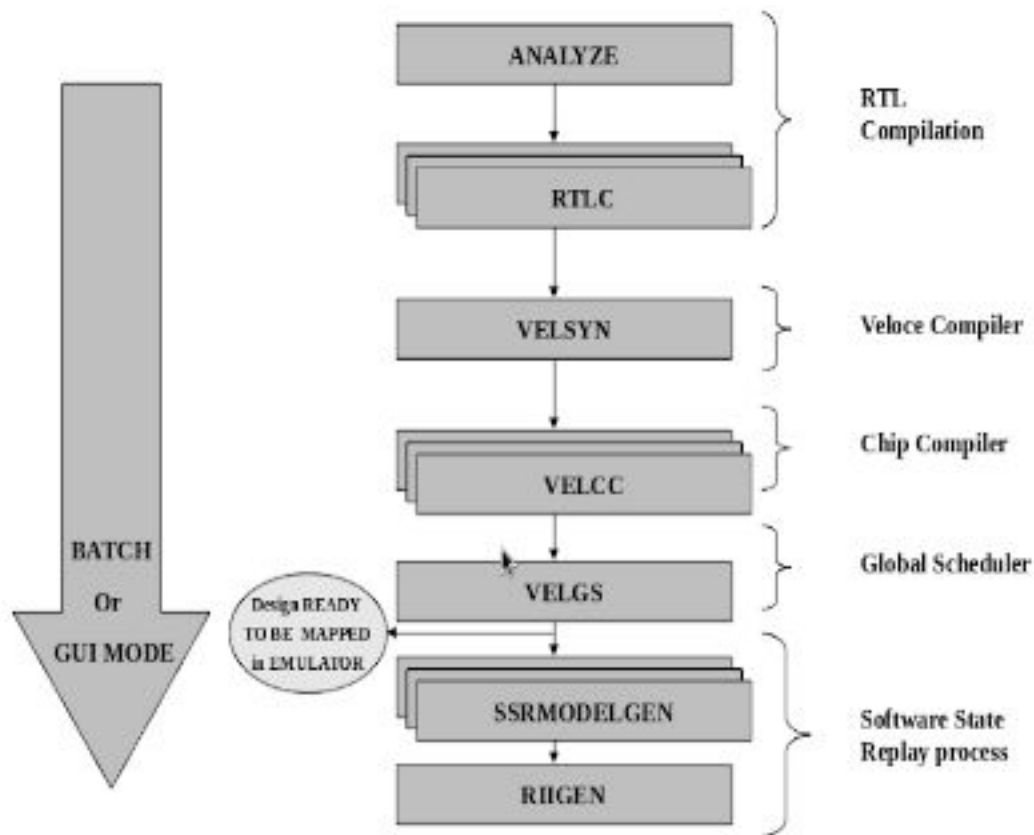 ANALYZE
RTL
Compilation
RTLC
VELSYN
Veloce Compiler
Chip Compiler
VELCC
BATCH
Or
GUI MODE
Global Scheduler
VELGS
Design READY
TO BE MAPPED
in EMULATOR
SSRMODELGEN
Software State
Replay process
RIIGEN